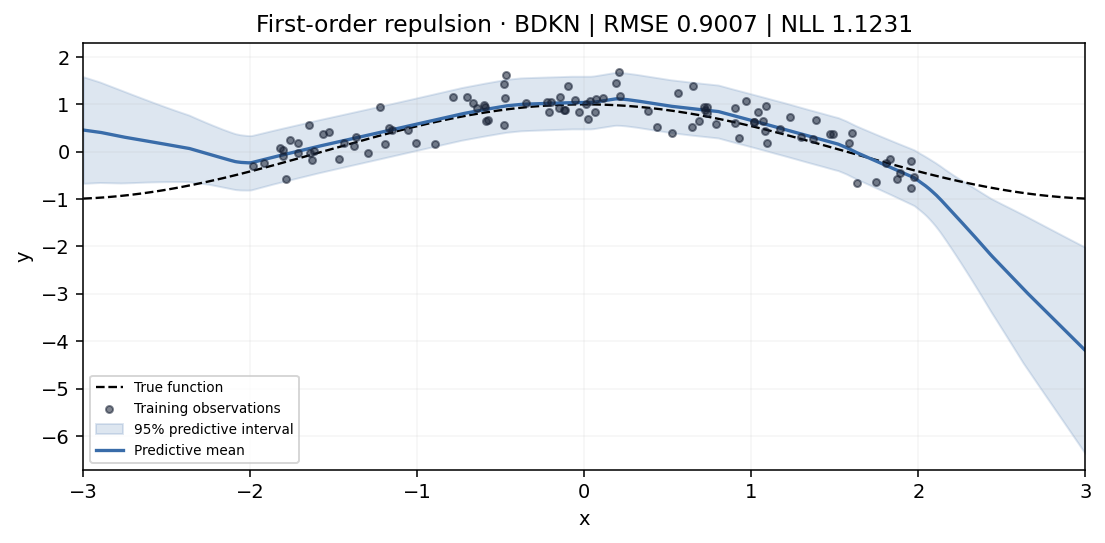 First-order repulsion · BDKN | RMSE 0.9007 | NLL 1.1231
y
2
1
0
−1
−2
−3
−4
−5
−6
True function
Training observations
95% predictive interval
Predictive mean
−3 −2 −1 0 1 2 3
x